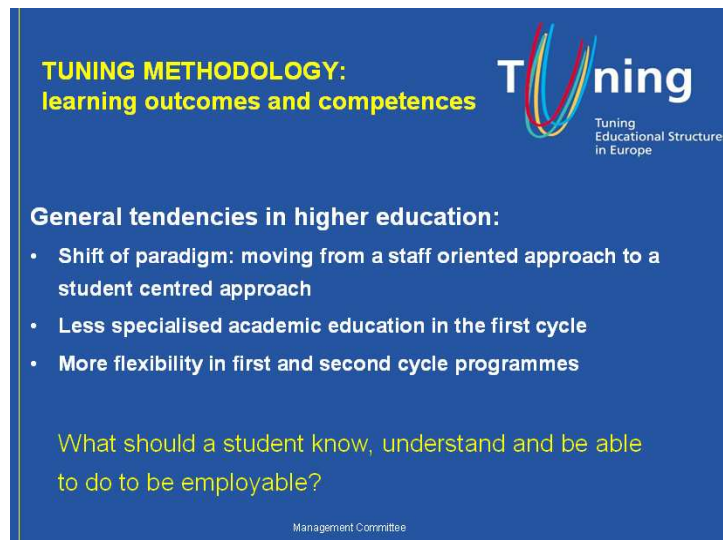 TUNING METHODOLOGY:
learning outcomes and competences
Tuning
Tuning
Educational Structure
in Europe
General tendencies in higher education:
• Shift of paradigm: moving from a staff oriented approach to a
student centred approach
• Less specialised academic education in the first cycle
• More flexibility in first and second cycle programmes
What should a student know, understand and be able
to do to be employable?
Management Committee